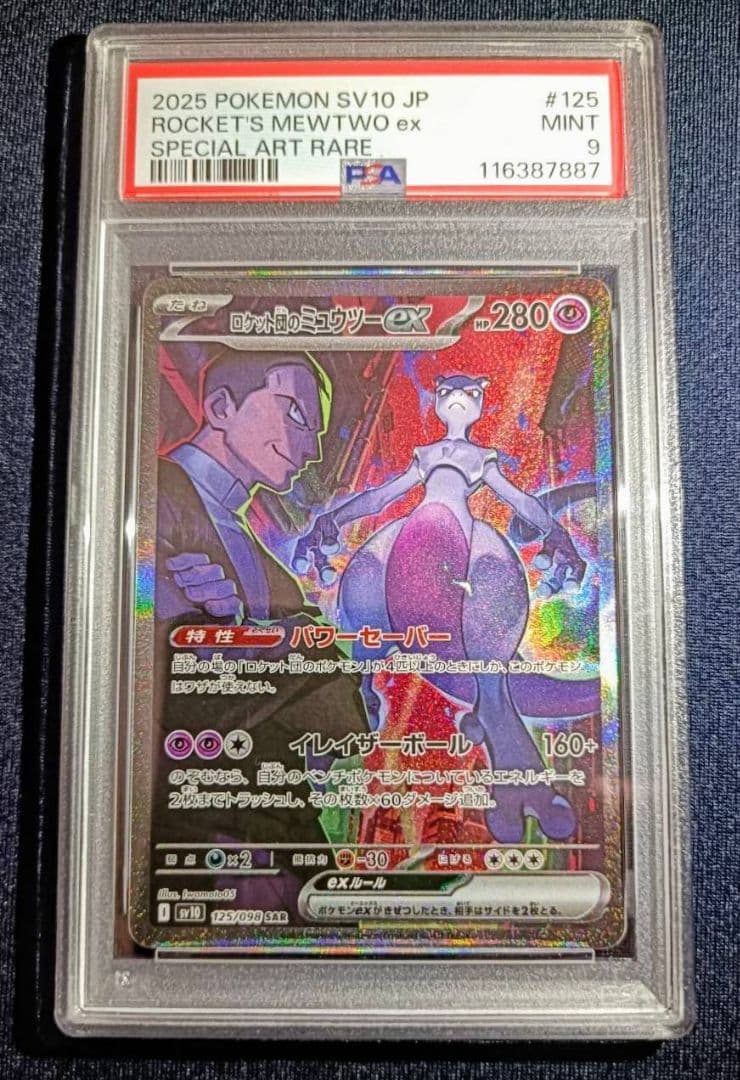 2025 POKEMON SV10 JP #125
ROCKET'S MEWTWO ex MINT
SPECIAL ART RARE 9
PSA 116387887
たね ロケット団のミュウツーex HP 280
特性 パワーセーバー
自分の場の「ロケット団のポケモン」が4匹以上のときにしか、このポケモン
はワザが使えない。
イレイザーボール 160+
のぞむなら、自分のベンチポケモンについているエネルギーを
2枚までトラッシュし、その枚数×60ダメージ追加。
弱点 ×2 抵抗力 -30 にげる
exルール
ポケモンexがきぜつしたとき、相手はサイドを2枚とる。
illus. Iwamoto05
I sv10 125/098 SAR